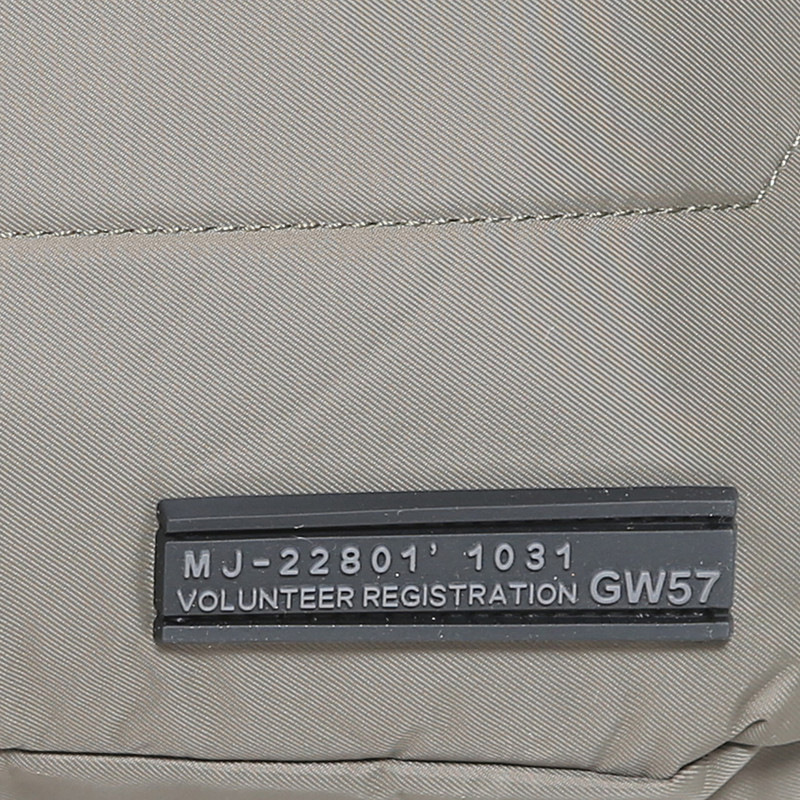 MJ-22801' 1031
VOLUNTEER REGISTRATION GW57